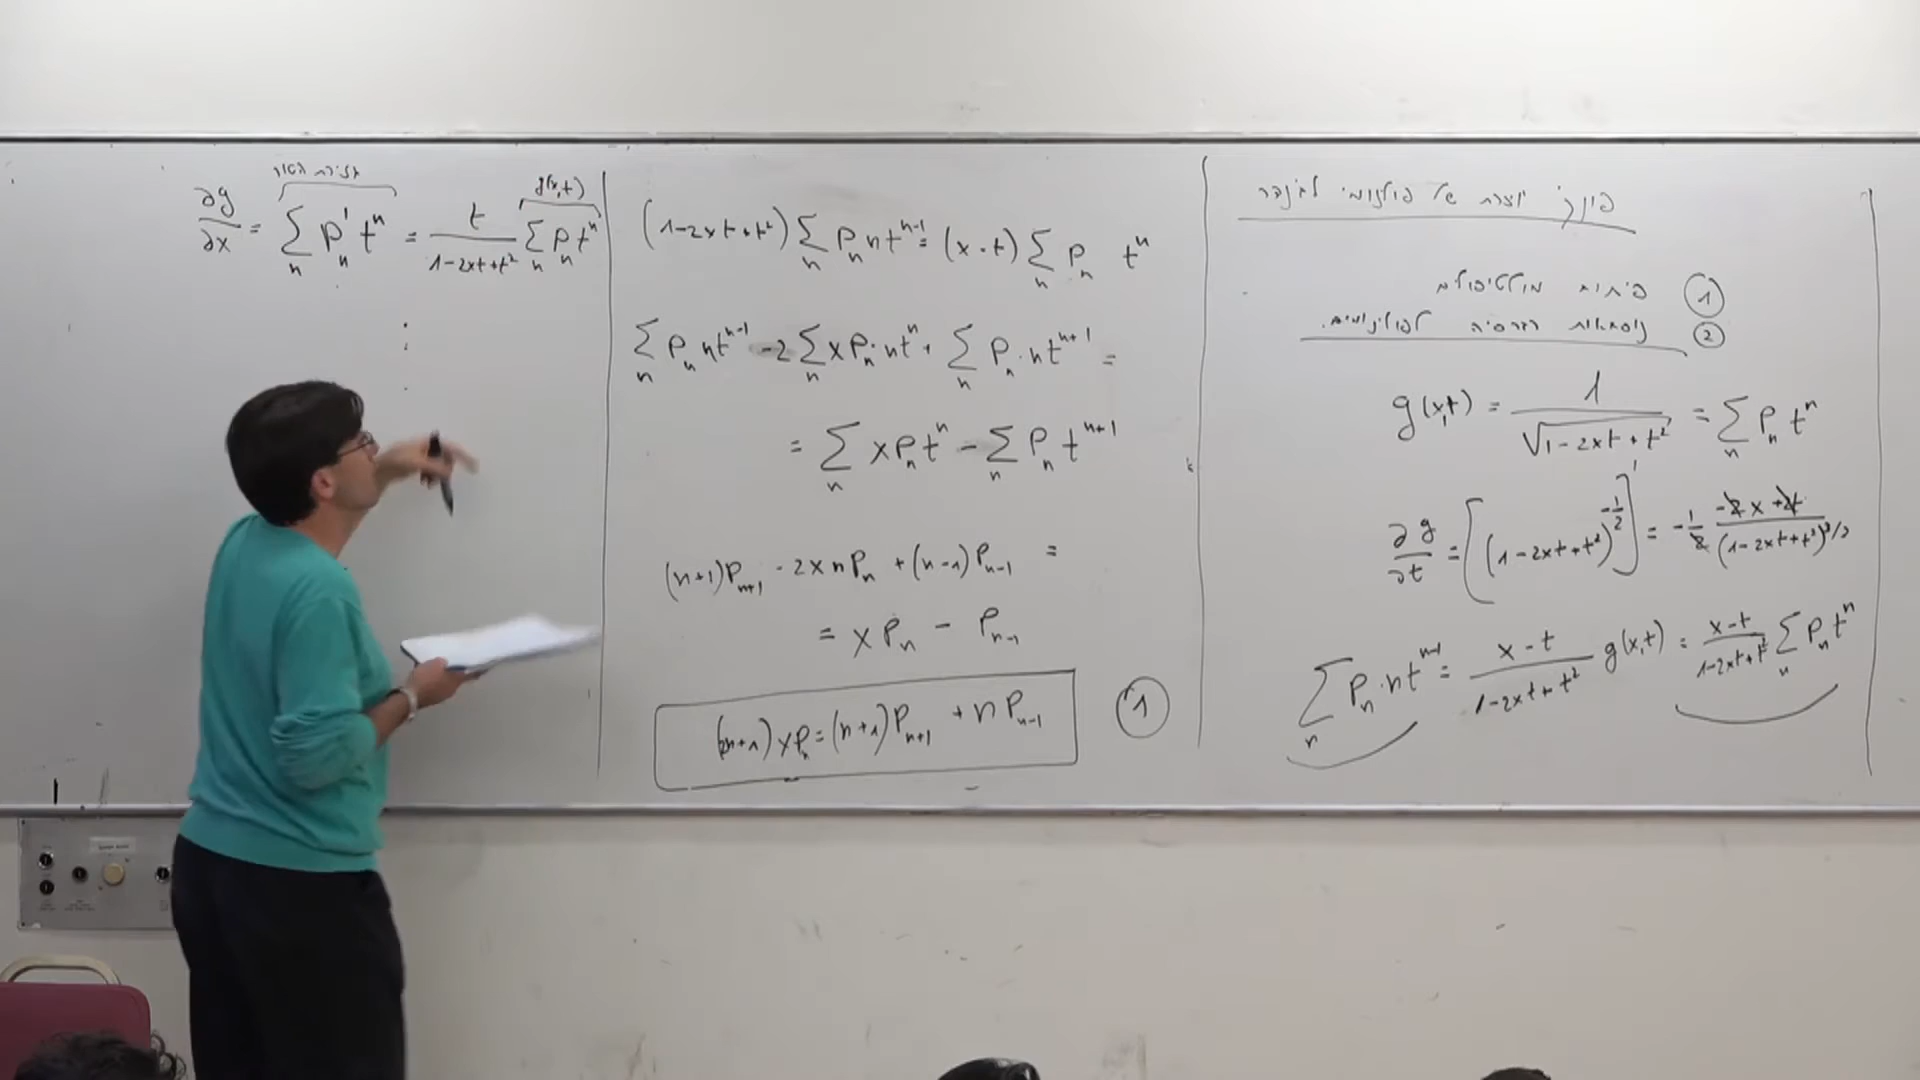 פונק' יוצרת של פולינומי לג'נדר
① פיתוח מולטיפולים
② נוסחאות רקורסיה לפולינומים.
g(x,t) = 1/√(1-2xt+t²) = Σ_n P_n t^n
∂g/∂t = [(1-2xt+t²)^{-1/2}]' = -1/2 (-2x+2t)/(1-2xt+t²)^{3/2}
Σ_n P_n·nt^{n-1} = (x-t)/(1-2xt+t²) g(x,t) = (x-t)/(1-2xt+t²) Σ_n P_n t^n
(1-2xt+t²) Σ_n P_n nt^{n-1} = (x-t) Σ_n P_n t^n
Σ_n P_n nt^{n-1} - 2Σ_n xP_n·nt^n + Σ_n P_n·nt^{n+1} =
= Σ_n xP_n t^n - Σ_n P_n t^{n+1}
(n+1)P_{n+1} - 2xnP_n + (n-1)P_{n-1} =
= xP_n - P_{n-1}
(2n+1)xP_n = (n+1)P_{n+1} + nP_{n-1} ①
g(x,t)
∂g/∂x = Σ_n P'_n t^n = t/(1-2xt+t²) Σ_n P_n t^n